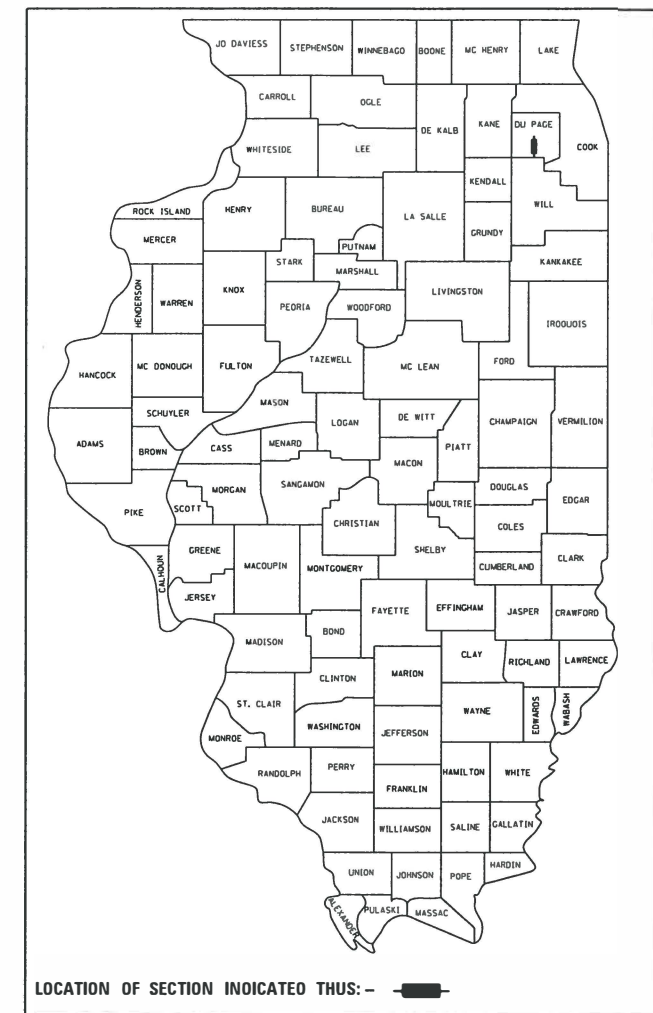 JO DAVIESS STEPHENSON WINNEBAGO BOONE MC HENRY LAKE
CARROLL OGLE DE KALB KANE DU PAGE COOK
WHITESIDE LEE KENDALL WILL
ROCK ISLAND HENRY BUREAU LA SALLE GRUNDY
MERCER PUTNAM KANKAKEE
STARK MARSHALL
HENDERSON WARREN KNOX PEORIA WOODFORD LIVINGSTON IROQUOIS
HANCOCK MC DONOUGH FULTON TAZEWELL MC LEAN FORD
SCHUYLER MASON LOGAN DE WITT CHAMPAIGN VERMILION
ADAMS BROWN CASS MENARD MACON PIATT
PIKE SCOTT MORGAN SANGAMON MOULTRIE DOUGLAS EDGAR
CHRISTIAN COLES
GREENE MACOUPIN MONTGOMERY SHELBY CUMBERLAND CLARK
CALHOUN JERSEY FAYETTE EFFINGHAM JASPER CRAWFORD
MADISON BOND
CLINTON MARION CLAY RICHLAND LAWRENCE
ST. CLAIR WAYNE EDWARDS WABASH
MONROE WASHINGTON JEFFERSON
RANDOLPH PERRY HAMILTON WHITE
FRANKLIN
JACKSON WILLIAMSON SALINE GALLATIN
UNION JOHNSON POPE HARDIN
ALEXANDER PULASKI MASSAC
LOCATION OF SECTION INOICATED THUS: -